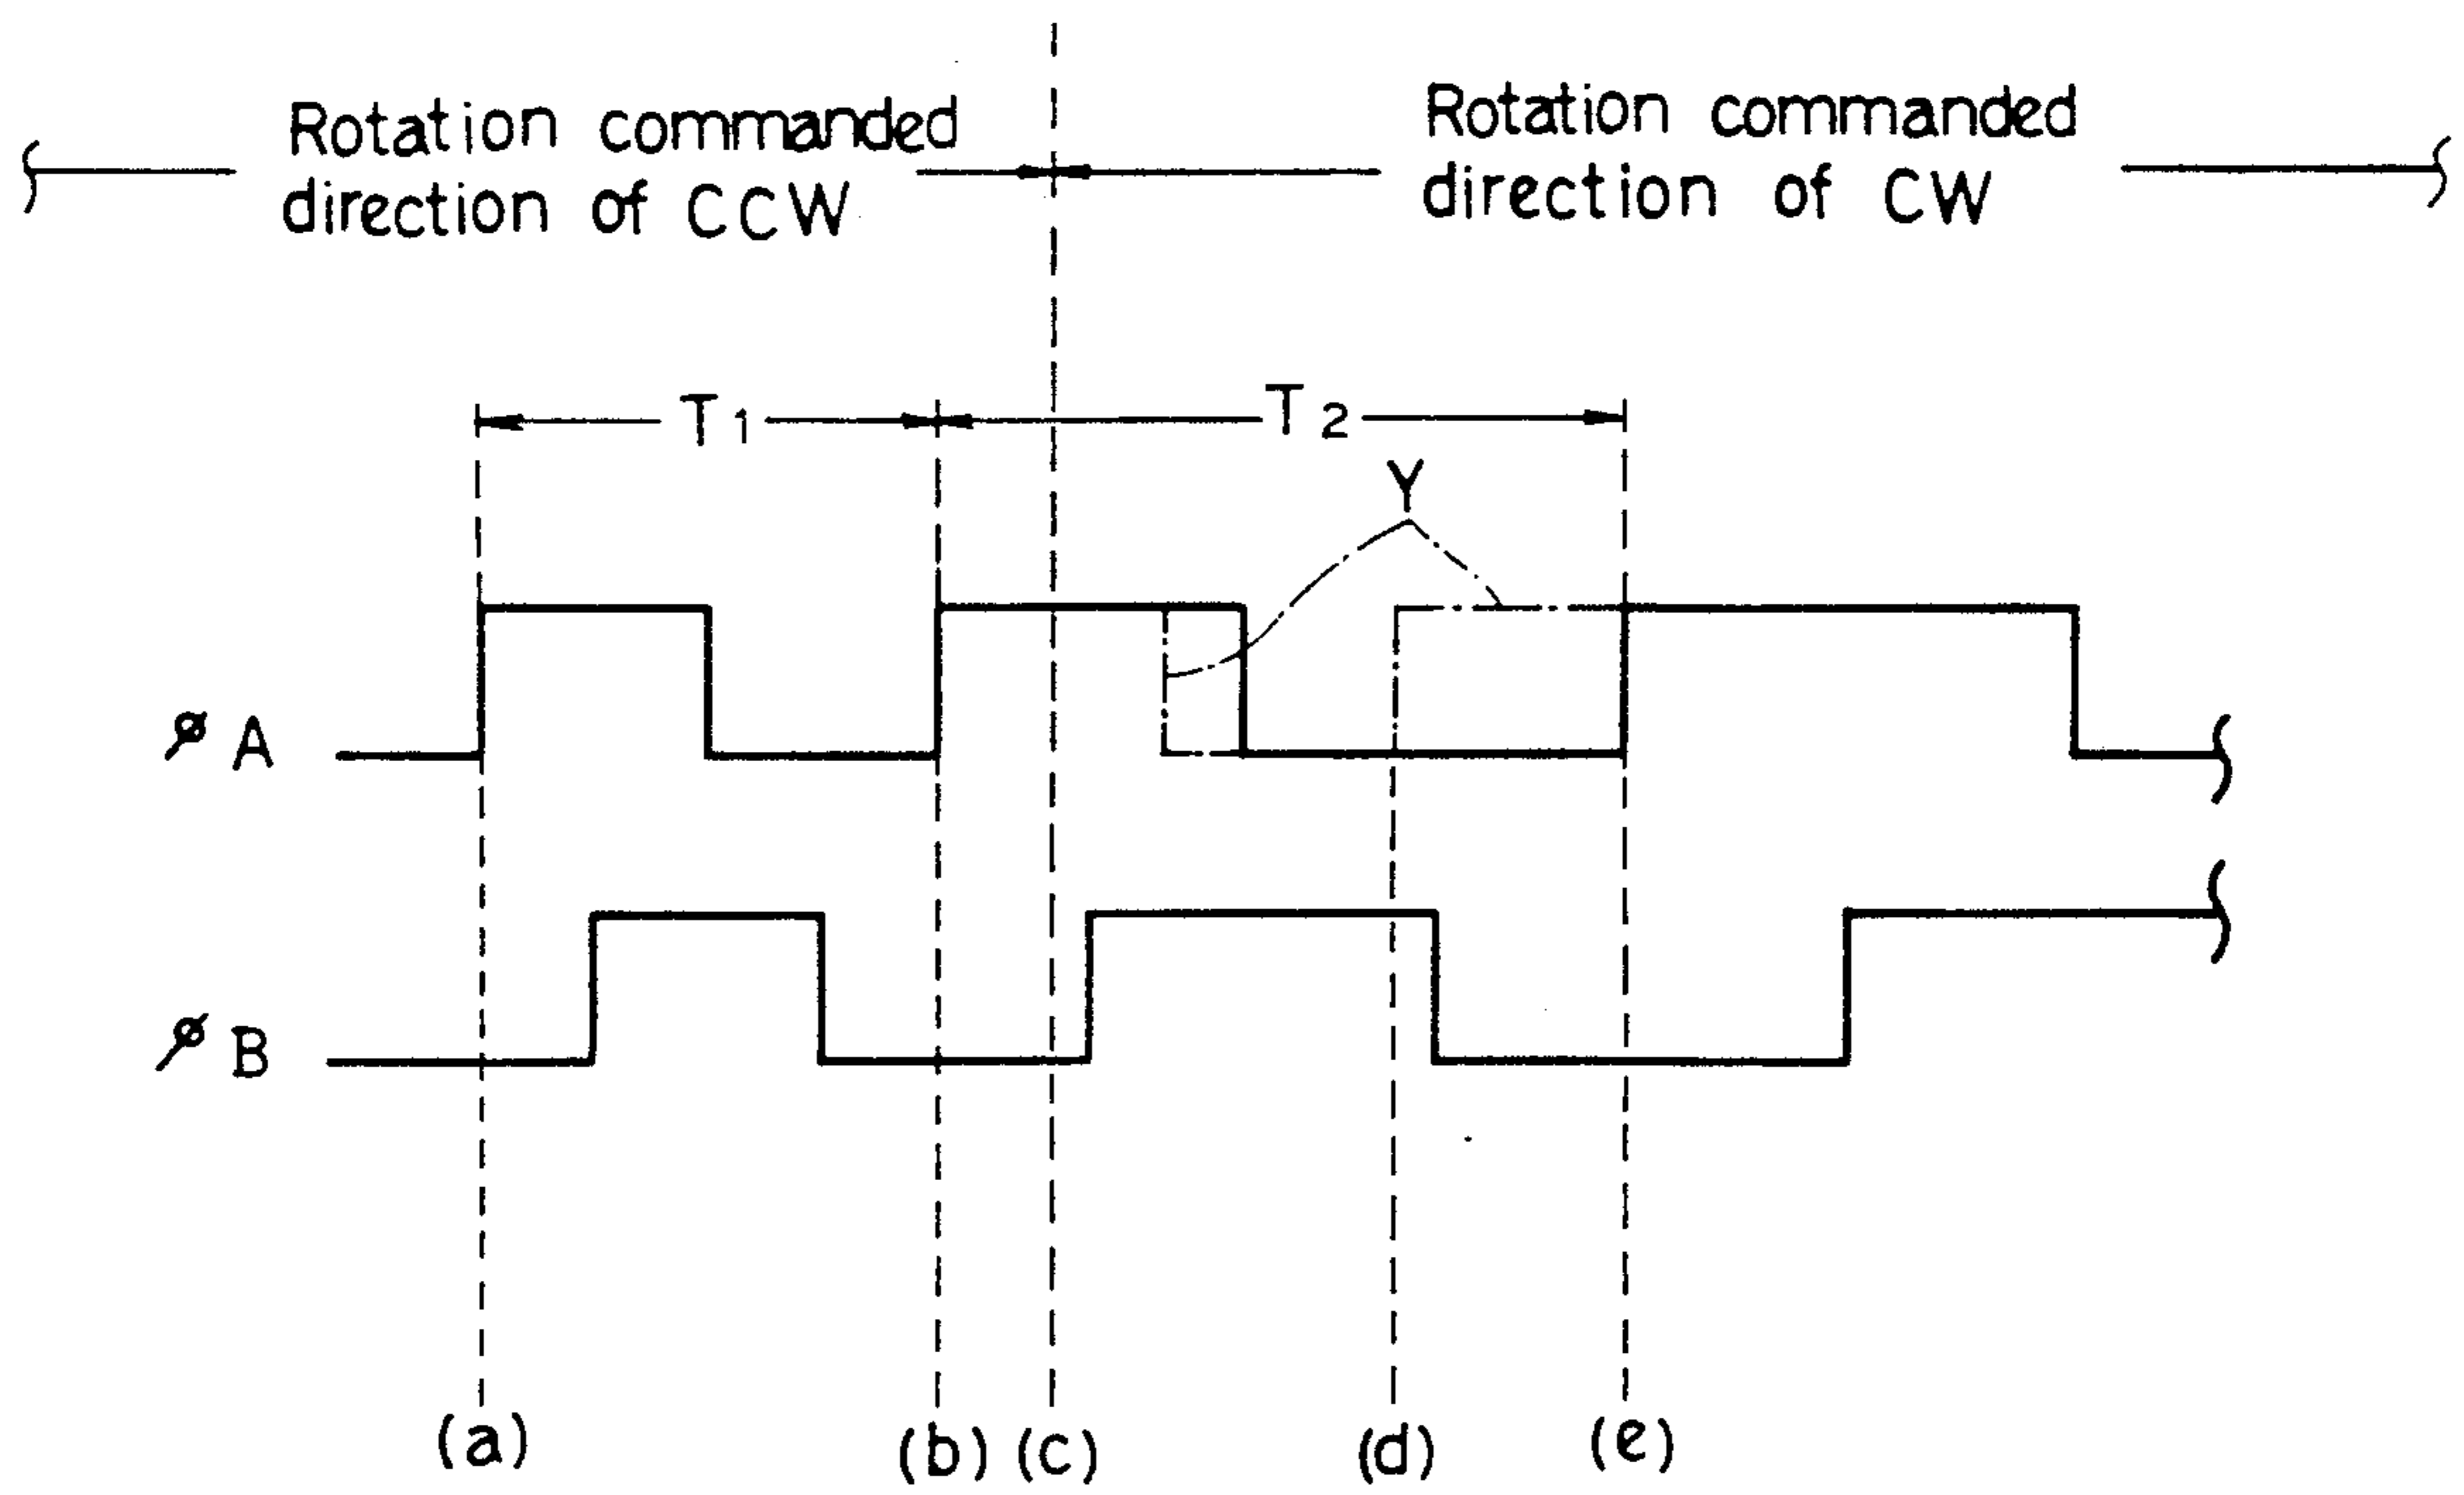 Rotation commanded
direction of CCW
Rotation commanded
direction of CW
T1
T2
Y
øA
øB
(a)
(b)
(c)
(d)
(e)